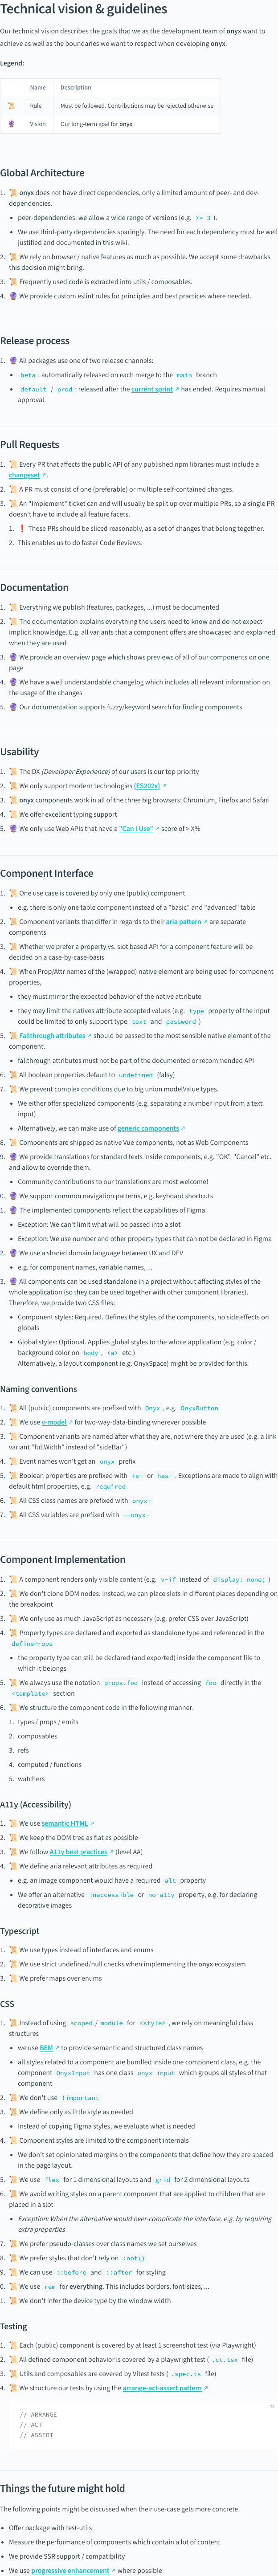 Technical vision & guidelines
Our technical vision describes the goals that we as the development team of onyx want to
achieve as well as the boundaries we want to respect when developing onyx.
Legend:
Name Description
📜 Rule Must be followed. Contributions may be rejected otherwise
🔮 Vision Our long-term goal for onyx
Global Architecture
1. 📜 onyx does not have direct dependencies, only a limited amount of peer- and dev-
dependencies.
• peer-dependencies: we allow a wide range of versions (e.g. >= 3 ).
• We use third-party dependencies sparingly. The need for each dependency must be well
justified and documented in this wiki.
2. 📜 We rely on browser / native features as much as possible. We accept some drawbacks
this decision might bring.
3. 📜 Frequently used code is extracted into utils / composables.
4. 🔮 We provide custom eslint rules for principles and best practices where needed.
Release process
1. 🔮 All packages use one of two release channels:
• beta : automatically released on each merge to the main branch
• default / prod : released after the current sprint ↗ has ended. Requires manual
approval.
Pull Requests
1. 📜 Every PR that affects the public API of any published npm libraries must include a
changeset ↗.
2. 📜 A PR must consist of one (preferable) or multiple self-contained changes.
3. 📜 An "Implement" ticket can and will usually be split up over multiple PRs, so a single PR
doesn't have to include all feature facets.
1. ❗ These PRs should be sliced reasonably, as a set of changes that belong together.
2. This enables us to do faster Code Reviews.
Documentation
1. 📜 Everything we publish (features, packages, ...) must be documented
2. 📜 The documentation explains everything the user needs to know and do not expect
implicit knowledge. E.g. all variants that a component offers are showcased and explained
when they are used
3. 🔮 We provide an overview page which shows previews of all of our components on one
page
4. 🔮 We have a well understandable changelog which includes all relevant information on
the usage of the changes
5. 🔮 Our documentation supports fuzzy/keyword search for finding components
Usability
1. 📜 The DX (Developer Experience) of our users is our top priority
2. 📜 We only support modern technologies (ES202x) ↗
3. 📜 onyx components work in all of the three big browsers: Chromium, Firefox and Safari
4. 📜 We offer excellent typing support
5. 🔮 We only use Web APIs that have a "Can I Use" ↗ score of > X%
Component Interface
1. 📜 One use case is covered by only one (public) component
• e.g. there is only one table component instead of a "basic" and "advanced" table
2. 📜 Component variants that differ in regards to their aria pattern ↗ are separate
components
3. 📜 Whether we prefer a property vs. slot based API for a component feature will be
decided on a case-by-case-basis
4. 📜 When Prop/Attr names of the (wrapped) native element are being used for component
properties,
• they must mirror the expected behavior of the native attribute
• they may limit the natives attribute accepted values (e.g. type property of the input
could be limited to only support type text and password )
5. 📜 Fallthrough attributes ↗ should be passed to the most sensible native element of the
component.
• fallthrough attributes must not be part of the documented or recommended API
6. 📜 All boolean properties default to undefined (falsy)
7. 📜 We prevent complex conditions due to big union modelValue types.
• We either offer specialized components (e.g. separating a number input from a text
input)
• Alternatively, we can make use of generic components ↗
8. 📜 Components are shipped as native Vue components, not as Web Components
9. 🔮 We provide translations for standard texts inside components, e.g. "OK", "Cancel" etc.
and allow to override them.
• Community contributions to our translations are most welcome!
0. 🔮 We support common navigation patterns, e.g. keyboard shortcuts
1. 🔮 The implemented components reflect the capabilities of Figma
• Exception: We can't limit what will be passed into a slot
• Exception: We use number and other property types that can not be declared in Figma
2. 🔮 We use a shared domain language between UX and DEV
• e.g. for component names, variable names, ...
3. 🔮 All components can be used standalone in a project without affecting styles of the
whole application (so they can be used together with other component libraries).
Therefore, we provide two CSS files:
• Component styles: Required. Defines the styles of the components, no side effects on
globals
• Global styles: Optional. Applies global styles to the whole application (e.g. color /
background color on body , <a> etc.)
Alternatively, a layout component (e.g. OnyxSpace) might be provided for this.
Naming conventions
1. 📜 All (public) components are prefixed with Onyx , e.g. OnyxButton
2. 📜 We use v-model ↗ for two-way-data-binding wherever possible
3. 📜 Component variants are named after what they are, not where they are used (e.g. a link
variant "fullWidth" instead of "sideBar")
4. 📜 Event names won't get an onyx prefix
5. 📜 Boolean properties are prefixed with is- or has- . Exceptions are made to align with
default html properties, e.g. required
6. 📜 All CSS class names are prefixed with onyx-
7. 📜 All CSS variables are prefixed with --onyx-
Component Implementation
1. 📜 A component renders only visible content (e.g. v-if instead of display: none; )
2. 📜 We don't clone DOM nodes. Instead, we can place slots in different places depending on
the breakpoint
3. 📜 We only use as much JavaScript as necessary (e.g. prefer CSS over JavaScript)
4. 📜 Property types are declared and exported as standalone type and referenced in the
defineProps
• the property type can still be declared (and exported) inside the component file to
which it belongs
5. 📜 We always use the notation props.foo instead of accessing foo directly in the
<template> section
6. 📜 We structure the component code in the following manner:
1. types / props / emits
2. composables
3. refs
4. computed / functions
5. watchers
A11y (Accessibility)
1. 📜 We use semantic HTML ↗
2. 📜 We keep the DOM tree as flat as possible
3. 📜 We follow A11y best practices ↗ (level AA)
4. 📜 We define aria relevant attributes as required
• e.g. an image component would have a required alt property
• We offer an alternative inaccessible or no-a11y property, e.g. for declaring
decorative images
Typescript
1. 📜 We use types instead of interfaces and enums
2. 📜 We use strict undefined/null checks when implementing the onyx ecosystem
3. 📜 We prefer maps over enums
CSS
1. 📜 Instead of using scoped / module for <style> , we rely on meaningful class
structures
• we use BEM ↗ to provide semantic and structured class names
• all styles related to a component are bundled inside one component class, e.g. the
component OnyxInput has one class onyx-input which groups all styles of that
component
2. 📜 We don't use :important
3. 📜 We define only as little style as needed
• Instead of copying Figma styles, we evaluate what is needed
4. 📜 Component styles are limited to the component internals
• We don't set opinionated margins on the components that define how they are spaced
in the page layout.
5. 📜 We use flex for 1 dimensional layouts and grid for 2 dimensional layouts
6. 📜 We avoid writing styles on a parent component that are applied to children that are
placed in a slot
• Exception: When the alternative would over-complicate the interface, e.g. by requiring
extra properties
7. 📜 We prefer pseudo-classes over class names we set ourselves
8. 📜 We prefer styles that don't rely on :not()
9. 📜 We can use ::before and ::after for styling
0. 📜 We use rem for everything. This includes borders, font-sizes, ...
1. 📜 We don't infer the device type by the window width
Testing
1. 📜 Each (public) component is covered by at least 1 screenshot test (via Playwright)
2. 📜 All defined component behavior is covered by a playwright test ( .ct.tsx file)
3. 📜 Utils and composables are covered by Vitest tests ( .spec.ts file)
4. 📜 We structure our tests by using the arrange-act-assert pattern ↗
ts
// ARRANGE
// ACT
// ASSERT
Things the future might hold
The following points might be discussed when their use-case gets more concrete.
• Offer package with test-utils
• Measure the performance of components which contain a lot of content
• We provide SSR support / compatibility
• We use progressive enhancement ↗ where possible